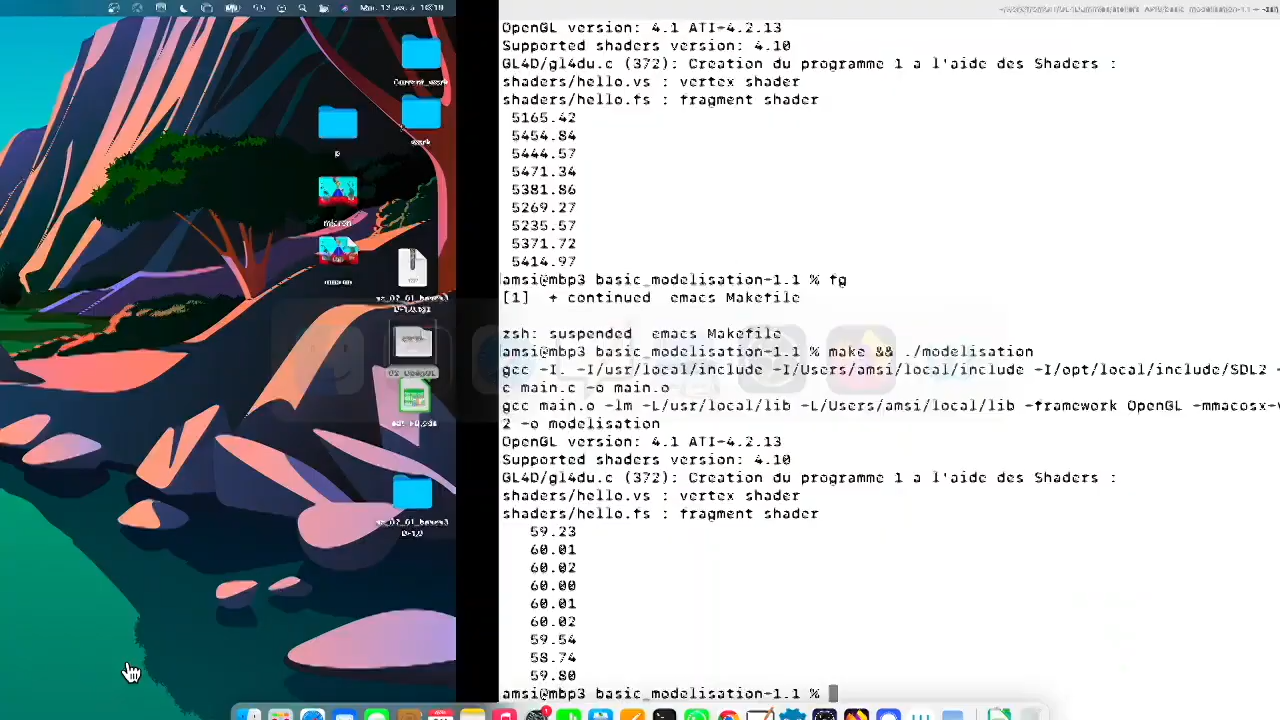 OpenGL version: 4.1 ATI-4.2.13
Supported shaders version: 4.10
GL4D/gl4du.c (372): Creation du programme 1 a l'aide des Shaders :
shaders/hello.vs : vertex shader
shaders/hello.fs : fragment shader
5165.42
5454.84
5444.57
5471.34
5381.86
5269.27
5235.57
5371.72
5414.97
amsi@mbp3 basic_modelisation-1.1 % fg
[1]  + continued  emacs Makefile
zsh: suspended  emacs Makefile
amsi@mbp3 basic_modelisation-1.1 % make && ./modelisation
gcc -I. -I/usr/local/include -I/Users/amsi/local/include -I/opt/local/include/SDL2 -
c main.c -o main.o
gcc main.o -lm -L/usr/local/lib -L/Users/amsi/local/lib -framework OpenGL -mmacosx-v
2 -o modelisation
OpenGL version: 4.1 ATI-4.2.13
Supported shaders version: 4.10
GL4D/gl4du.c (372): Creation du programme 1 a l'aide des Shaders :
shaders/hello.vs : vertex shader
shaders/hello.fs : fragment shader
59.23
60.01
60.02
60.00
60.01
60.02
59.54
58.74
59.80
amsi@mbp3 basic_modelisation-1.1 %